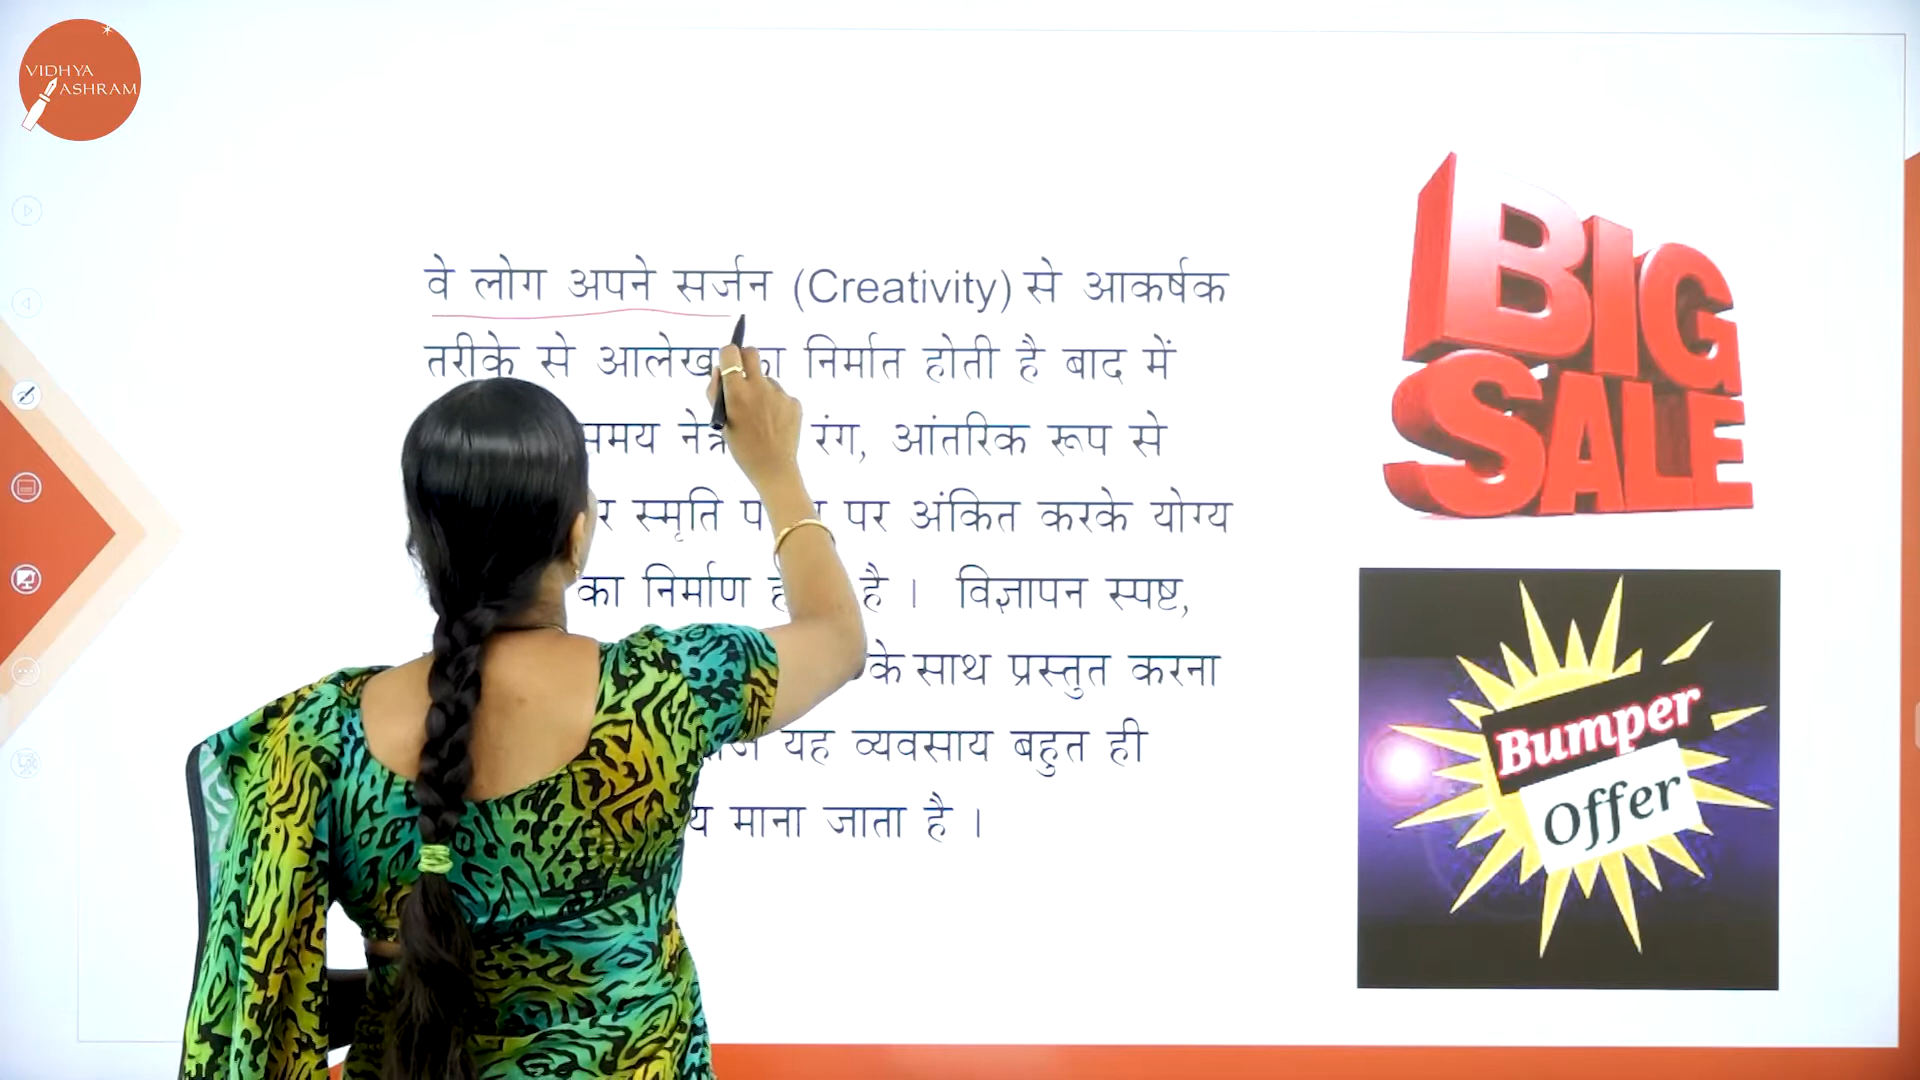 VIDHYA
ASHRAM
वे लोग अपने सर्जन (Creativity) से आकर्षक
तरीके से आलेख का निर्मात होती है बाद में
समय रंग, आंतरिक रूप से
स्मृति पर अंकित करके योग्य
का निर्माण है । विज्ञापन स्पष्ट,
के साथ प्रस्तुत करना
यह व्यवसाय बहुत ही
माना जाता है ।
BIG
SALE
Bumper
Offer